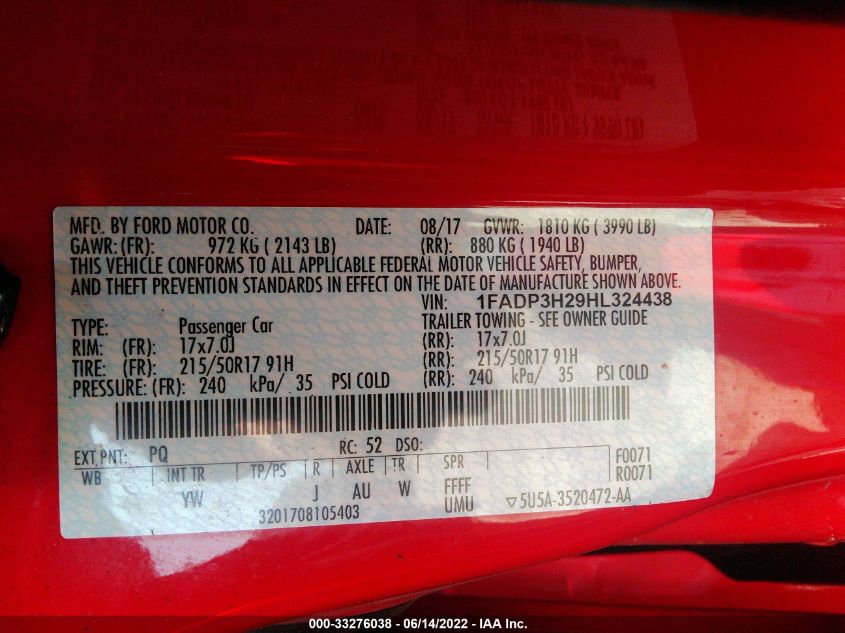 MFD. BY FORD MOTOR CO. DATE: 08/17 GVWR: 1810 KG ( 3990 LB)
GAWR: (FR): 972 KG ( 2143 LB) (RR): 880 KG ( 1940 LB)
THIS VEHICLE CONFORMS TO ALL APPLICABLE FEDERAL MOTOR VEHICLE SAFETY, BUMPER,
AND THEFT PREVENTION STANDARDS IN EFFECT ON THE DATE OF MANUFACTURE SHOWN ABOVE.
VIN: 1FADP3H29HL324438
TYPE: Passenger Car TRAILER TOWING - SEE OWNER GUIDE
RIM: (FR): 17x7.0J (RR): 17x7.0J
TIRE: (FR): 215/50R17 91H (RR): 215/50R17 91H
PRESSURE: (FR): 240 kPa/ 35 PSI COLD (RR): 240 kPa/ 35 PSI COLD
EXT PNT: PQ RC: 52 DSO: F0071
WB INT TR TP/PS R AXLE TR SPR R0071
YW J AU W FFFF
UMU
3201708105403 ▽5U5A-3520472-AA
000-33276038 - 06/14/2022 - IAA Inc.